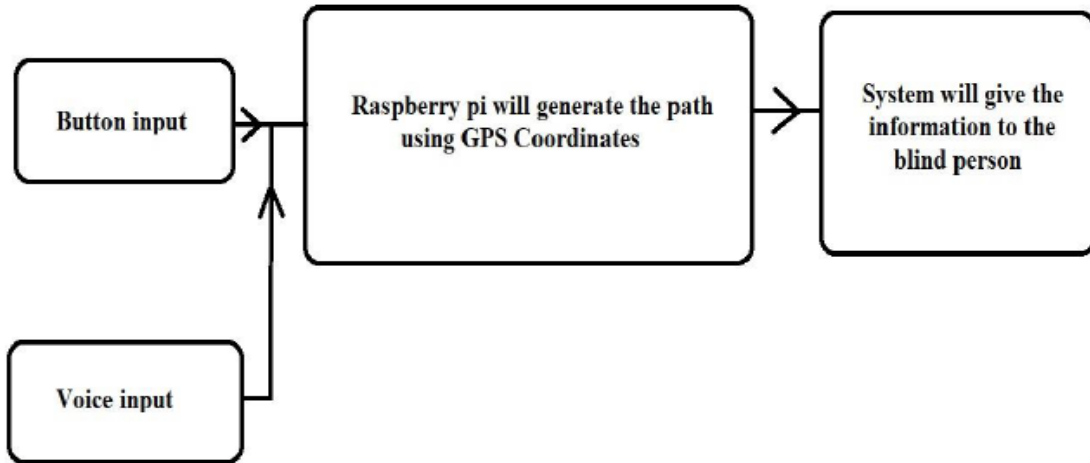 Button input
Raspberry pi will generate the path
using GPS Coordinates
System will give the
information to the
blind person
Voice input